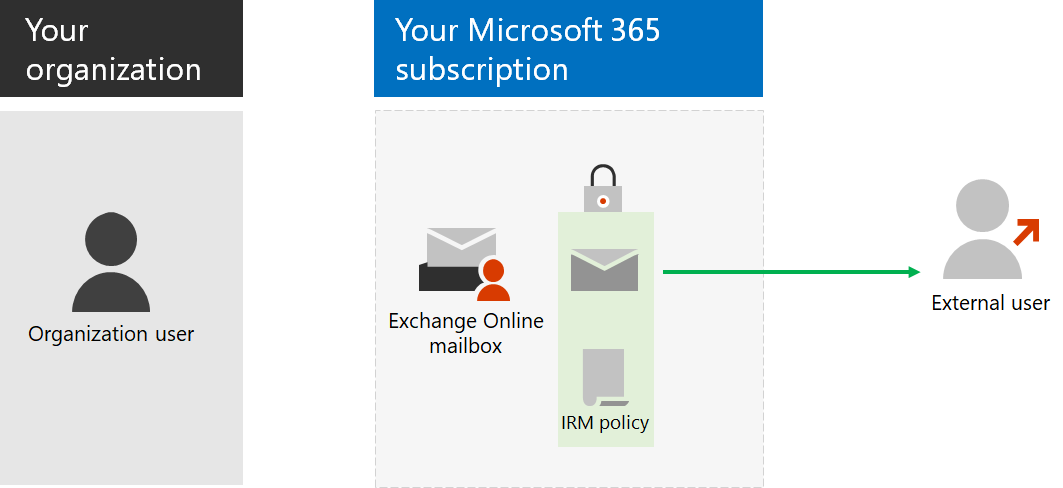 Your
organization
Your Microsoft 365
subscription
Organization user
Exchange Online
mailbox
IRM policy
External user